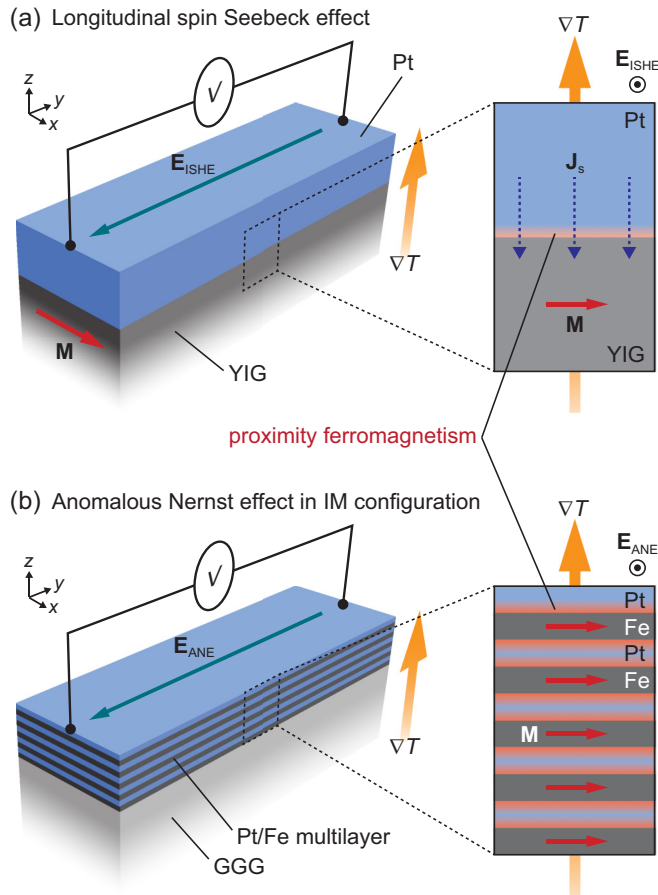 (a) Longitudinal spin Seebeck effect
∇T
E_ISHE
z
y
x
V
Pt
E_ISHE
∇T
M
YIG
Pt
J_s
M
YIG
proximity ferromagnetism
(b) Anomalous Nernst effect in IM configuration
∇T
E_ANE
z
y
x
V
E_ANE
∇T
Pt/Fe multilayer
GGG
Pt
Fe
Pt
Fe
M